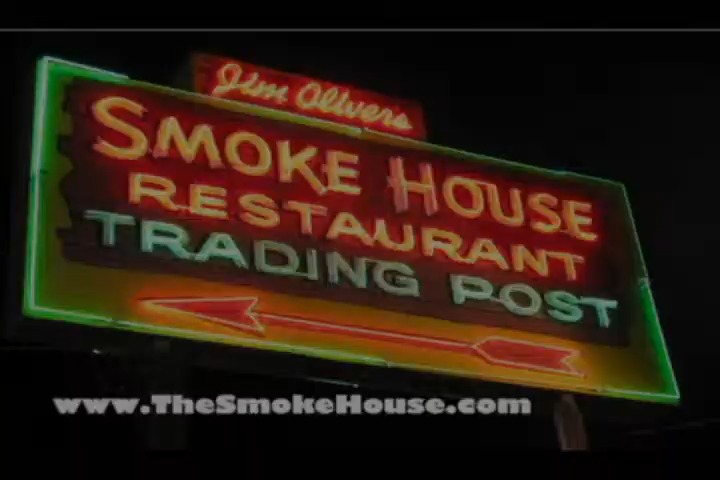 Jim Oliver's
SMOKE HOUSE
RESTAURANT
TRADING POST
www.TheSmokeHouse.com